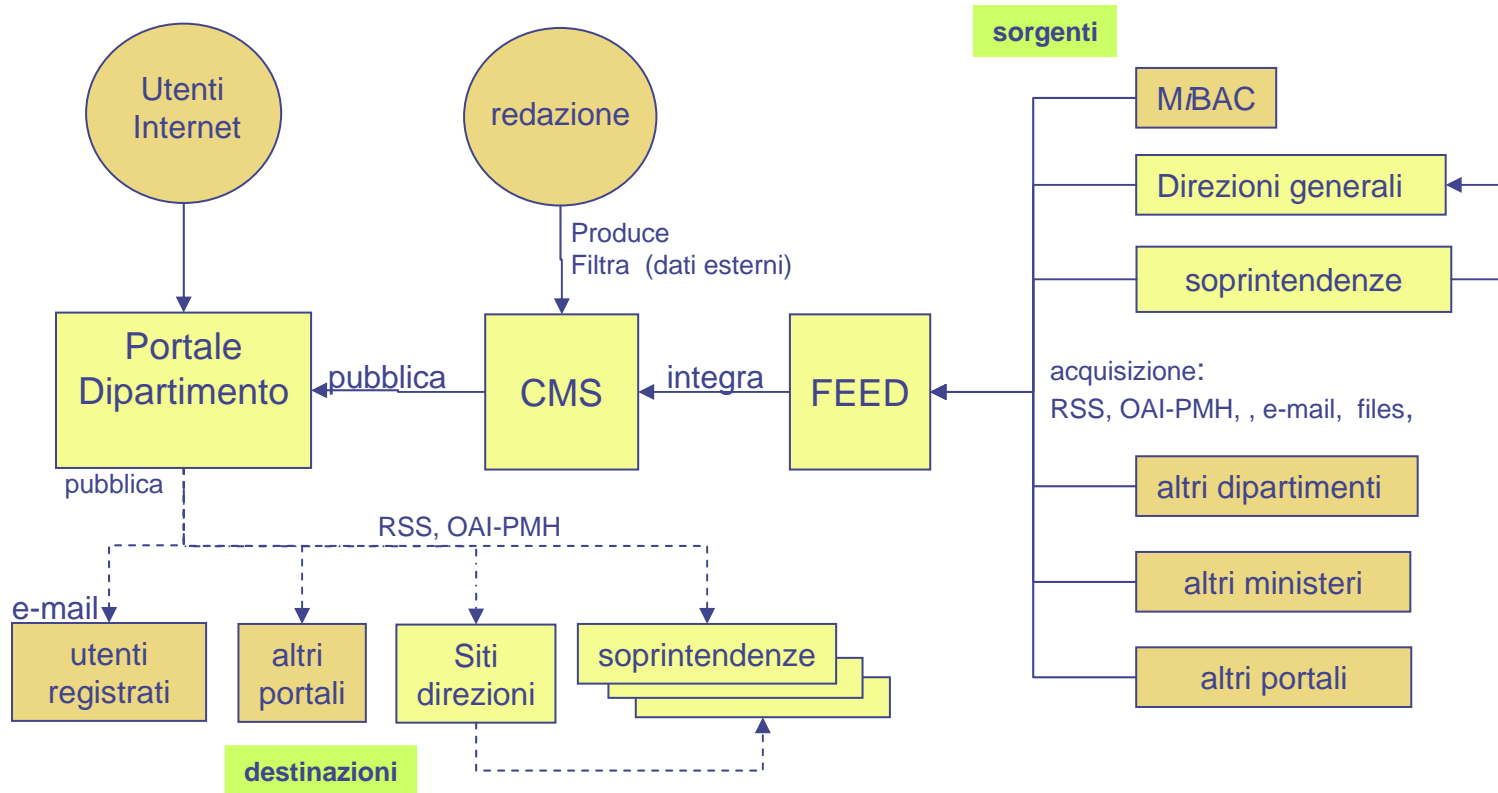 sorgenti
Utenti
Internet
redazione
MiBAC
Direzioni generali
soprintendenze
Produce
Filtra (dati esterni)
Portale
Dipartimento
pubblica
CMS
integra
FEED
acquisizione:
RSS, OAI-PMH, , e-mail, files,
altri dipartimenti
altri ministeri
altri portali
pubblica
RSS, OAI-PMH
e-mail
utenti
registrati
altri
portali
Siti
direzioni
soprintendenze
destinazioni